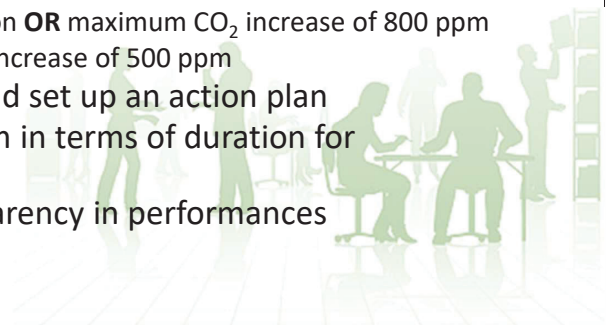 on OR maximum CO₂ increase of 800 ppm
ncrease of 500 ppm
d set up an action plan
in terms of duration for
arency in performances